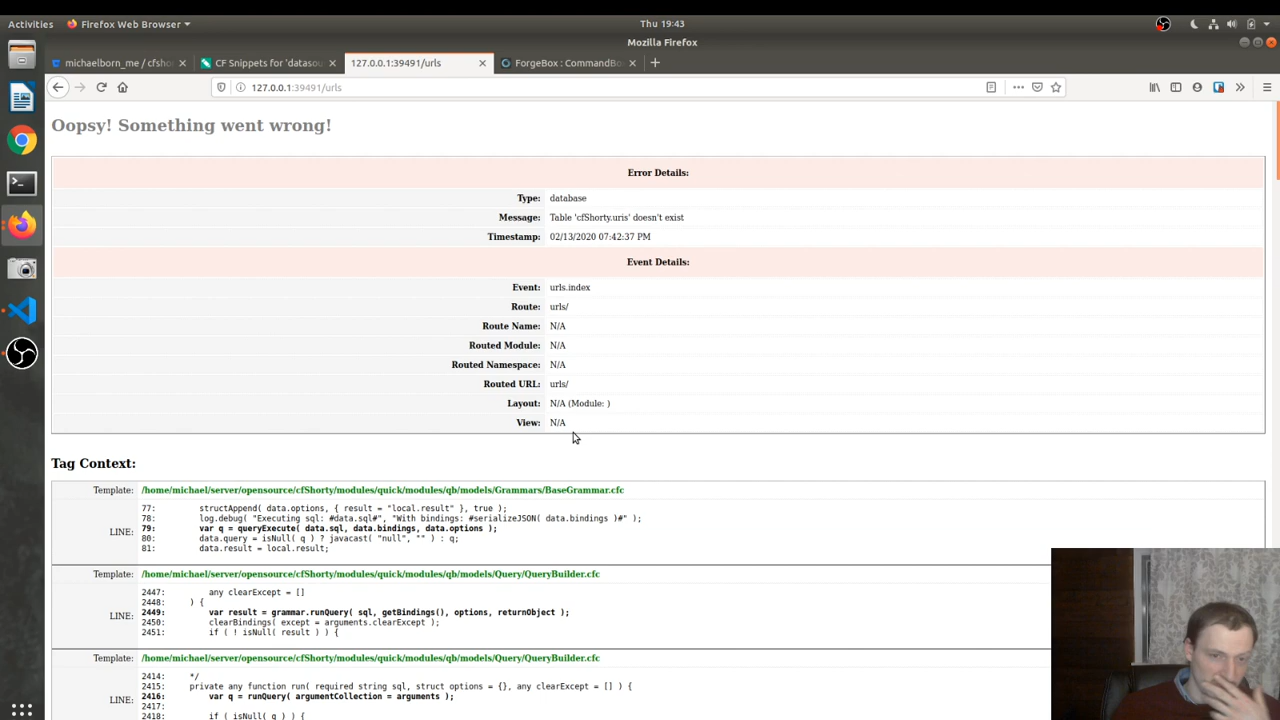 Activities Firefox Web Browser Thu 19:43
Mozilla Firefox
michaelborn_me / cfsho CF Snippets for 'datasou 127.0.0.1:39491/urls ForgeBox : CommandBo
127.0.0.1:39491/urls
Oopsy! Something went wrong!
Error Details:
Type: database
Message: Table 'cfShorty.uris' doesn't exist
Timestamp: 02/13/2020 07:42:37 PM
Event Details:
Event: urls.index
Route: urls/
Route Name: N/A
Routed Module: N/A
Routed Namespace: N/A
Routed URL: urls/
Layout: N/A (Module: )
View: N/A
Tag Context:
Template: /home/michael/server/opensource/cfShorty/modules/quick/modules/qb/models/Grammars/BaseGrammar.cfc
77: structAppend( data.options, { result = "local.result" }, true );
78: log.debug( "Executing sql: #data.sql#", "With bindings: #serializeJSON( data.bindings )#" );
79: var q = queryExecute( data.sql, data.bindings, data.options );
LINE: 80: data.query = isNull( q ) ? javacast( "null", "" ) : q;
81: data.result = local.result;
Template: /home/michael/server/opensource/cfShorty/modules/quick/modules/qb/models/Query/QueryBuilder.cfc
2447: any clearExcept = []
2448: ) {
2449: var result = grammar.runQuery( sql, getBindings(), options, returnObject );
LINE: 2450: clearBindings( except = arguments.clearExcept );
2451: if ( ! isNull( result ) ) {
Template: /home/michael/server/opensource/cfShorty/modules/quick/modules/qb/models/Query/QueryBuilder.cfc
2414: */
2415: private any function run( required string sql, struct options = {}, any clearExcept = [] ) {
2416: var q = runQuery( argumentCollection = arguments );
LINE: 2417:
2418: if ( isNull( q ) ) {